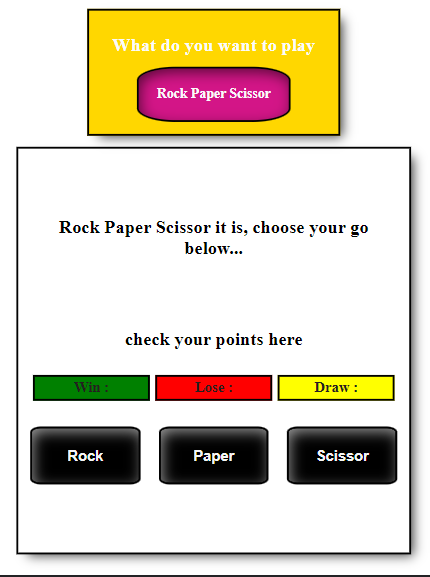 What do you want to play
Rock Paper Scissor
Rock Paper Scissor it is, choose your go
below...
check your points here
Win : Lose : Draw :
Rock Paper Scissor